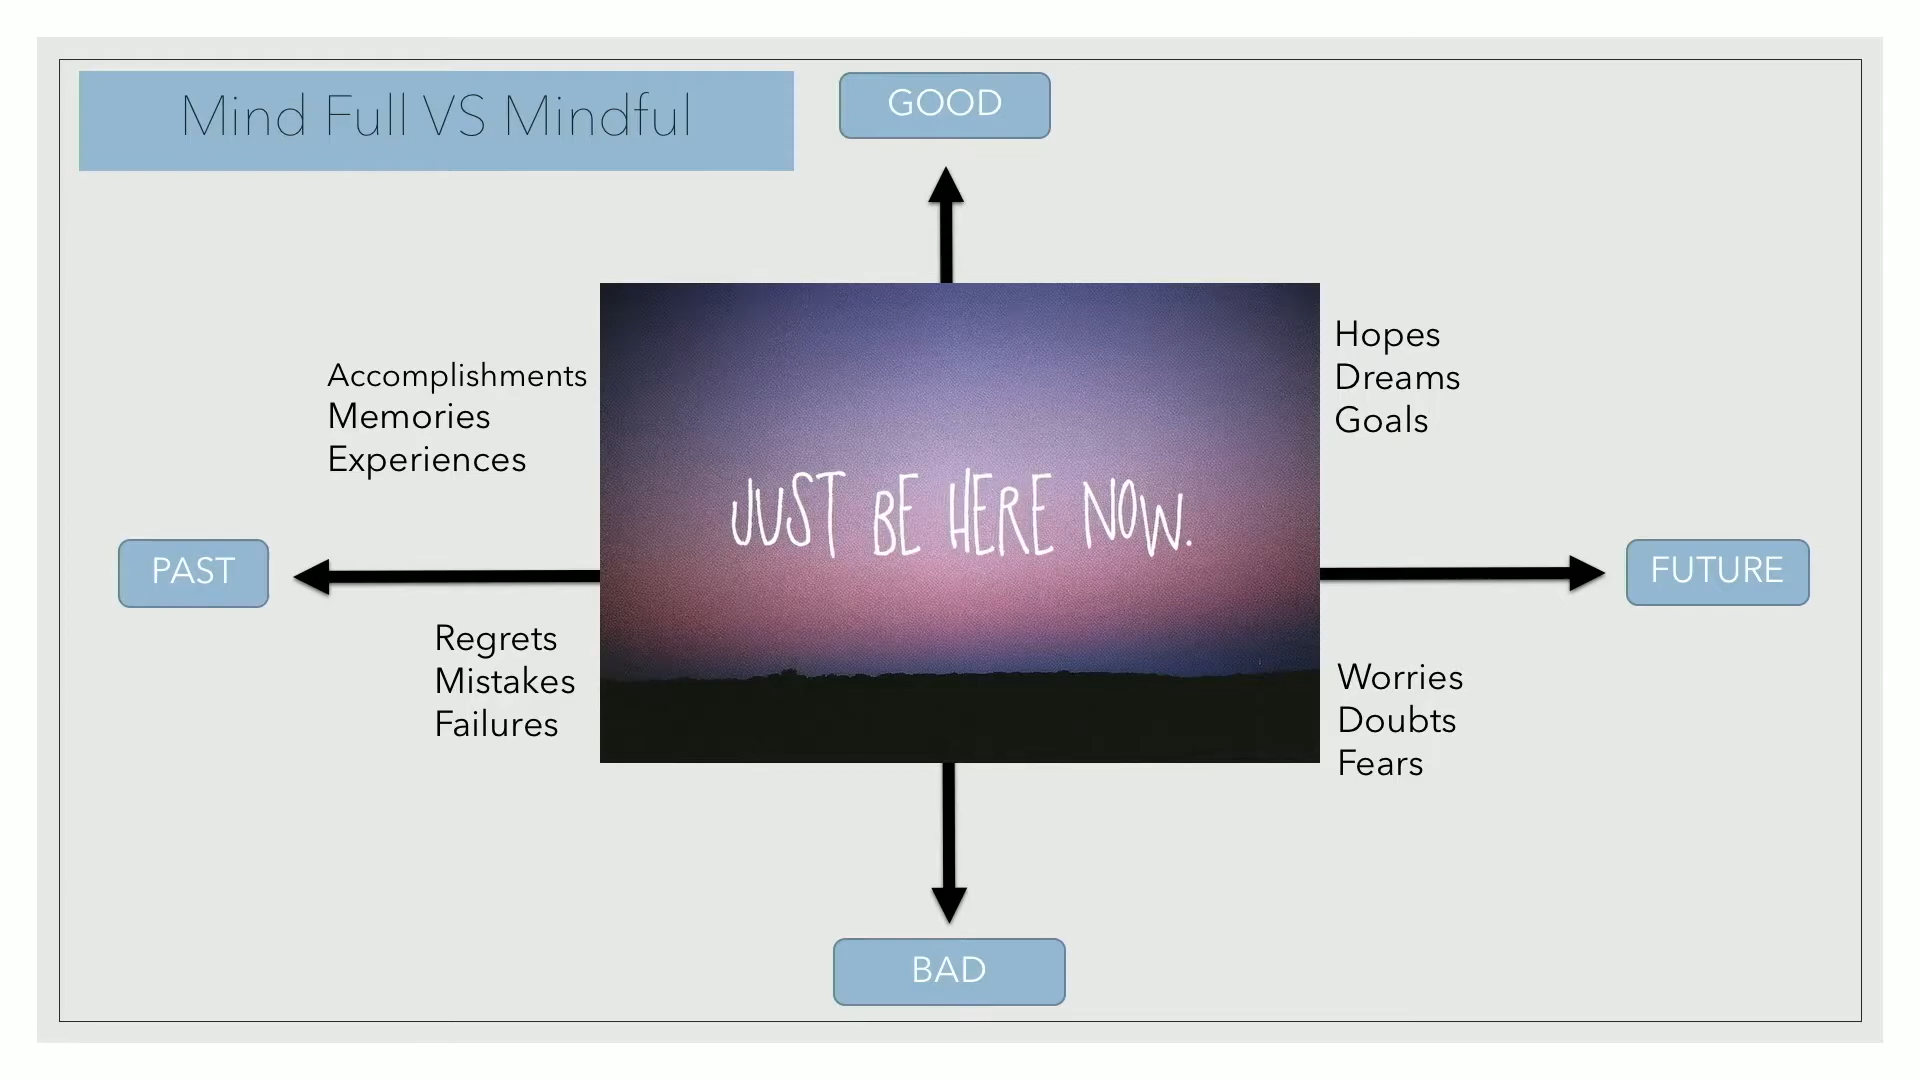 Mind Full VS Mindful
GOOD
Accomplishments
Memories
Experiences
Hopes
Dreams
Goals
JUST BE HERE NOW.
PAST
FUTURE
Regrets
Mistakes
Failures
Worries
Doubts
Fears
BAD